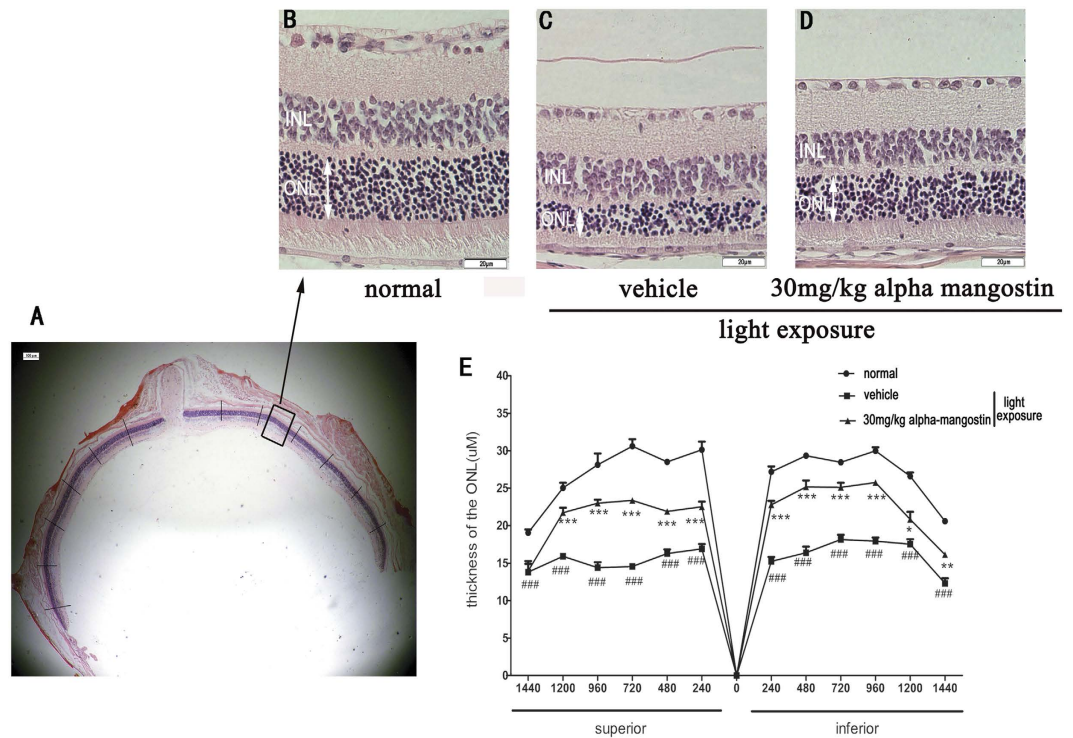 B
C
D
INL
ONL
20μm
INL
ONL
20μm
INL
ONL
20μm
normal
vehicle
30mg/kg alpha mangostin
light exposure
A
E
thickness of the ONL(uM)
40
35
30
25
20
15
10
5
0
normal
vehicle
30mg/kg alpha-mangostin
light
exposure
*** *** *** *** ***
*** *** *** *** * **
### ### ### ### ### ###
### ### ### ### ### ###
1440 1200 960 720 480 240 0 240 480 720 960 1200 1440
superior
inferior